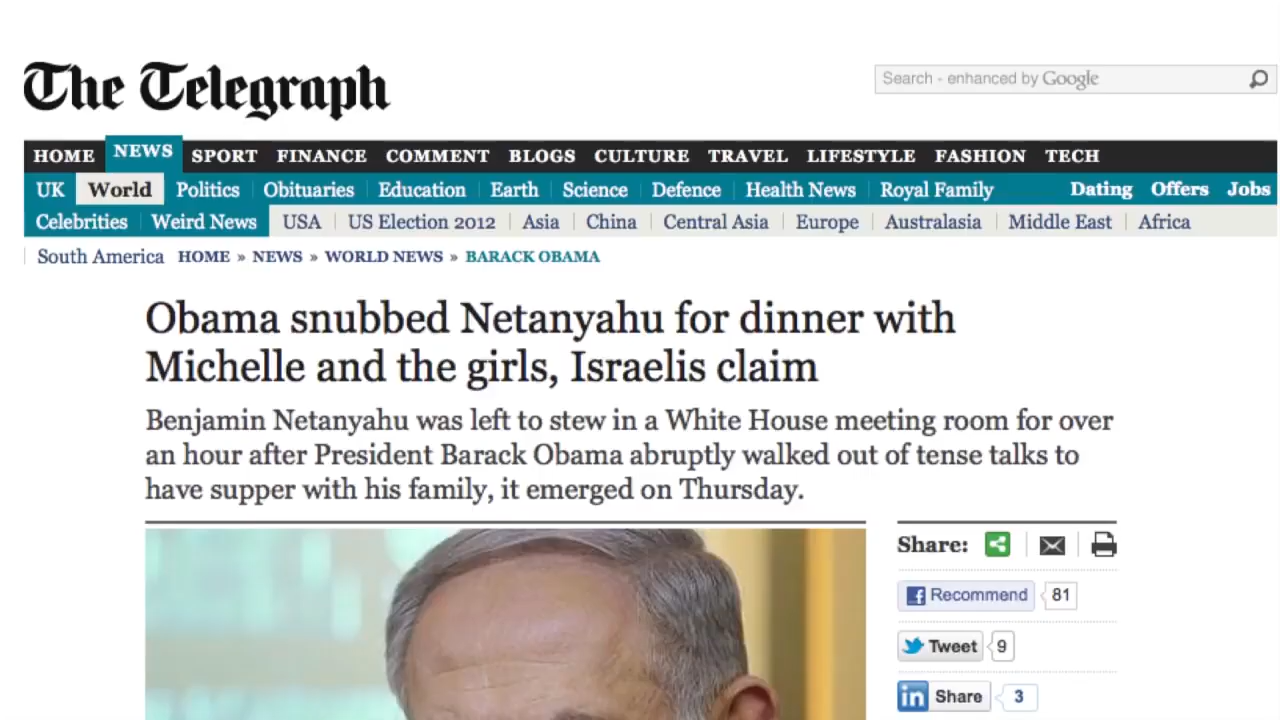 The Telegraph
Search - enhanced by Google
HOME NEWS SPORT FINANCE COMMENT BLOGS CULTURE TRAVEL LIFESTYLE FASHION TECH
UK World Politics Obituaries Education Earth Science Defence Health News Royal Family Dating Offers Jobs
Celebrities Weird News USA US Election 2012 Asia China Central Asia Europe Australasia Middle East Africa
South America HOME » NEWS » WORLD NEWS » BARACK OBAMA
Obama snubbed Netanyahu for dinner with
Michelle and the girls, Israelis claim
Benjamin Netanyahu was left to stew in a White House meeting room for over
an hour after President Barack Obama abruptly walked out of tense talks to
have supper with his family, it emerged on Thursday.
Share:
Recommend 81
Tweet 9
in Share 3